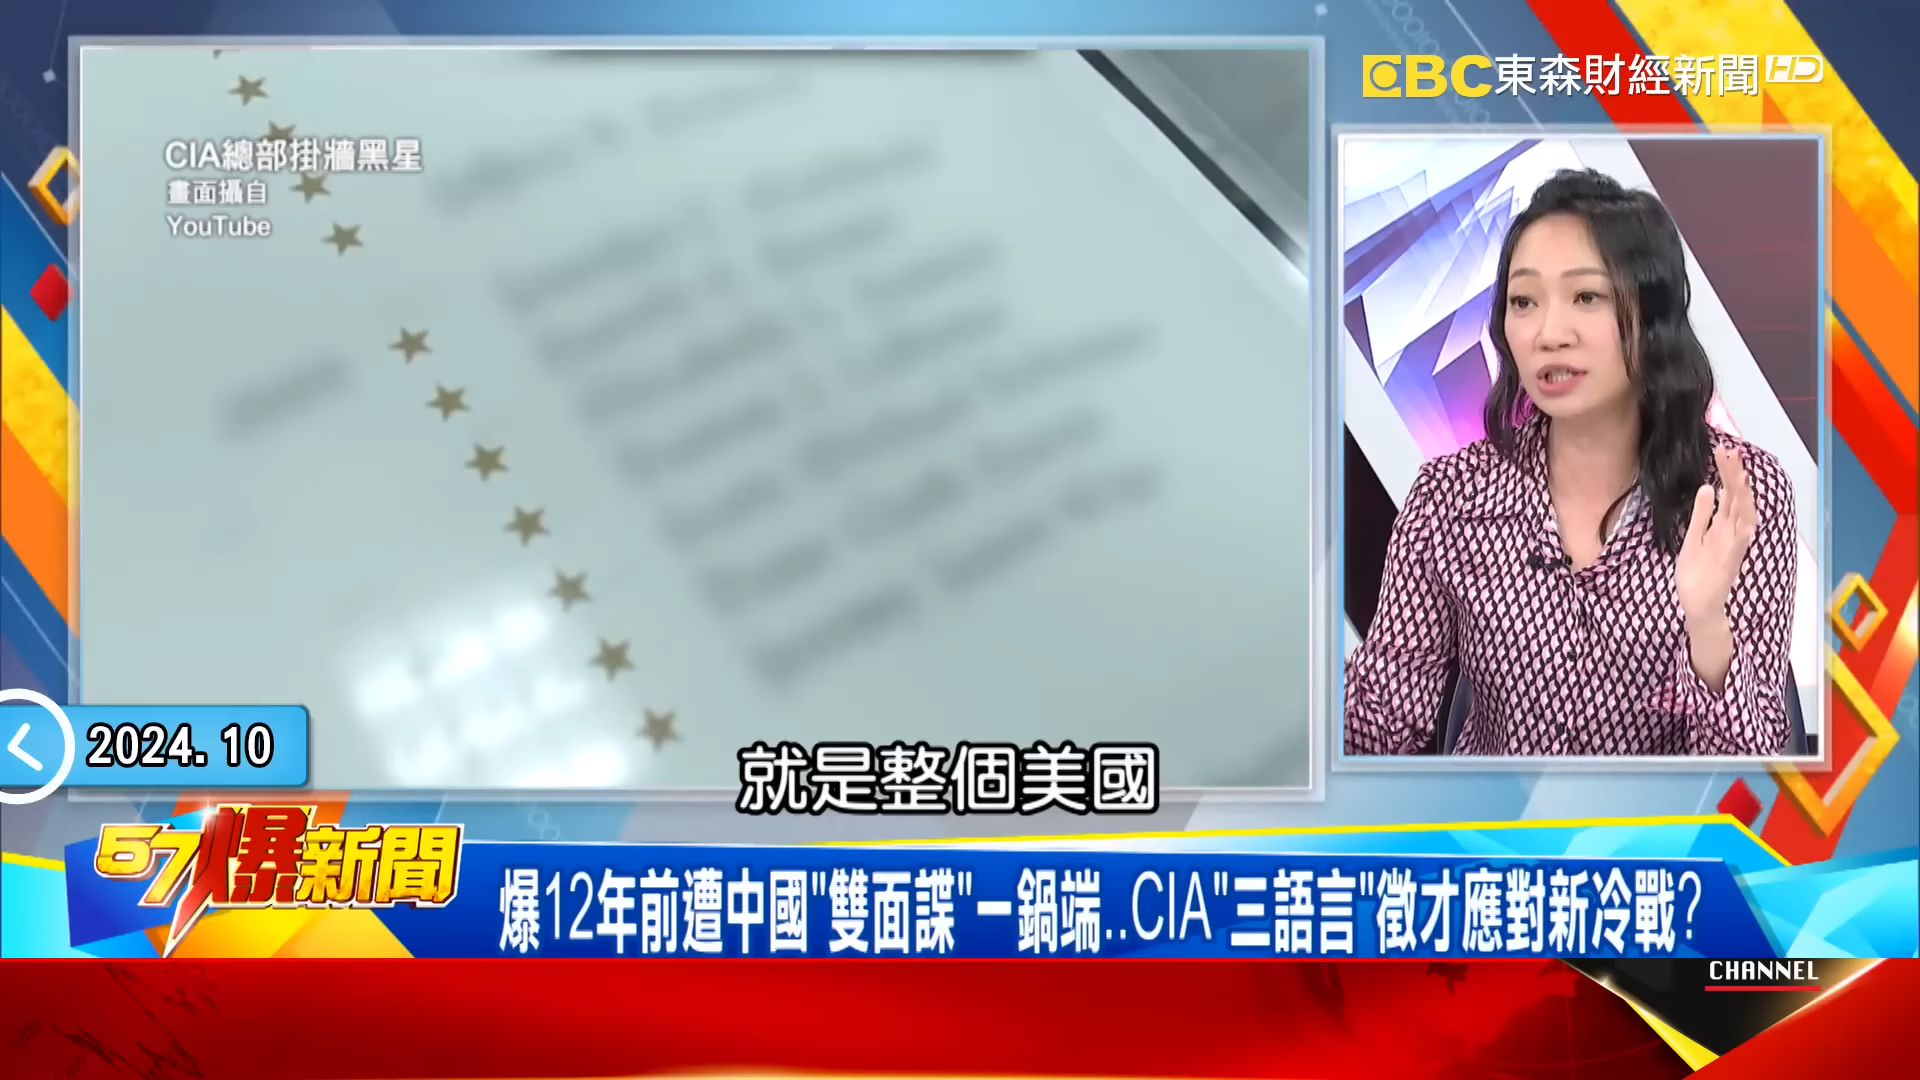 EBC東森財經新聞HD
CIA總部掛牆黑星
畫面攝自
YouTube
2024.10
就是整個美國
57爆新聞
爆12年前遭中國"雙面諜"一鍋端..CIA"三語言"徵才應對新冷戰?
CHANNEL